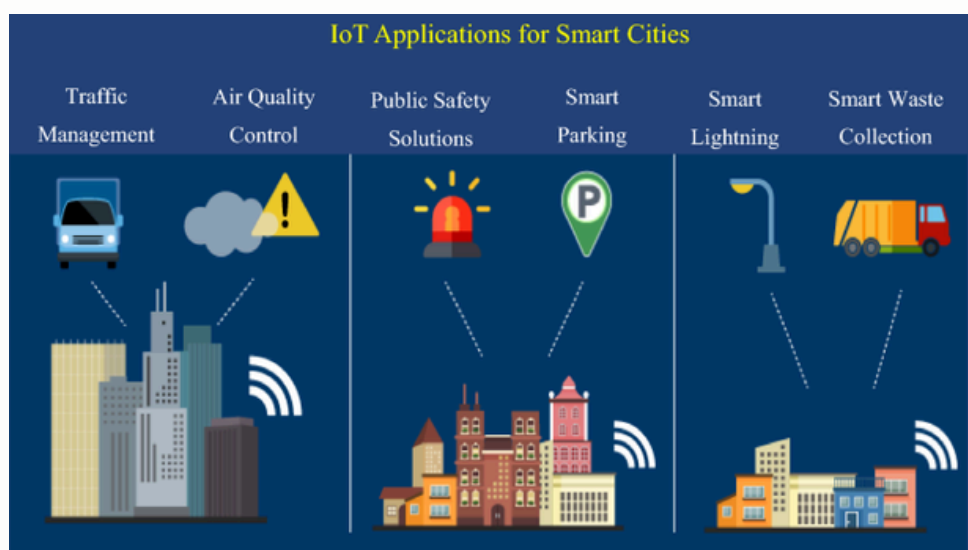 IoT Applications for Smart Cities
Traffic
Management
Air Quality
Control
Public Safety
Solutions
Smart
Parking
Smart
Lightning
Smart Waste
Collection
P